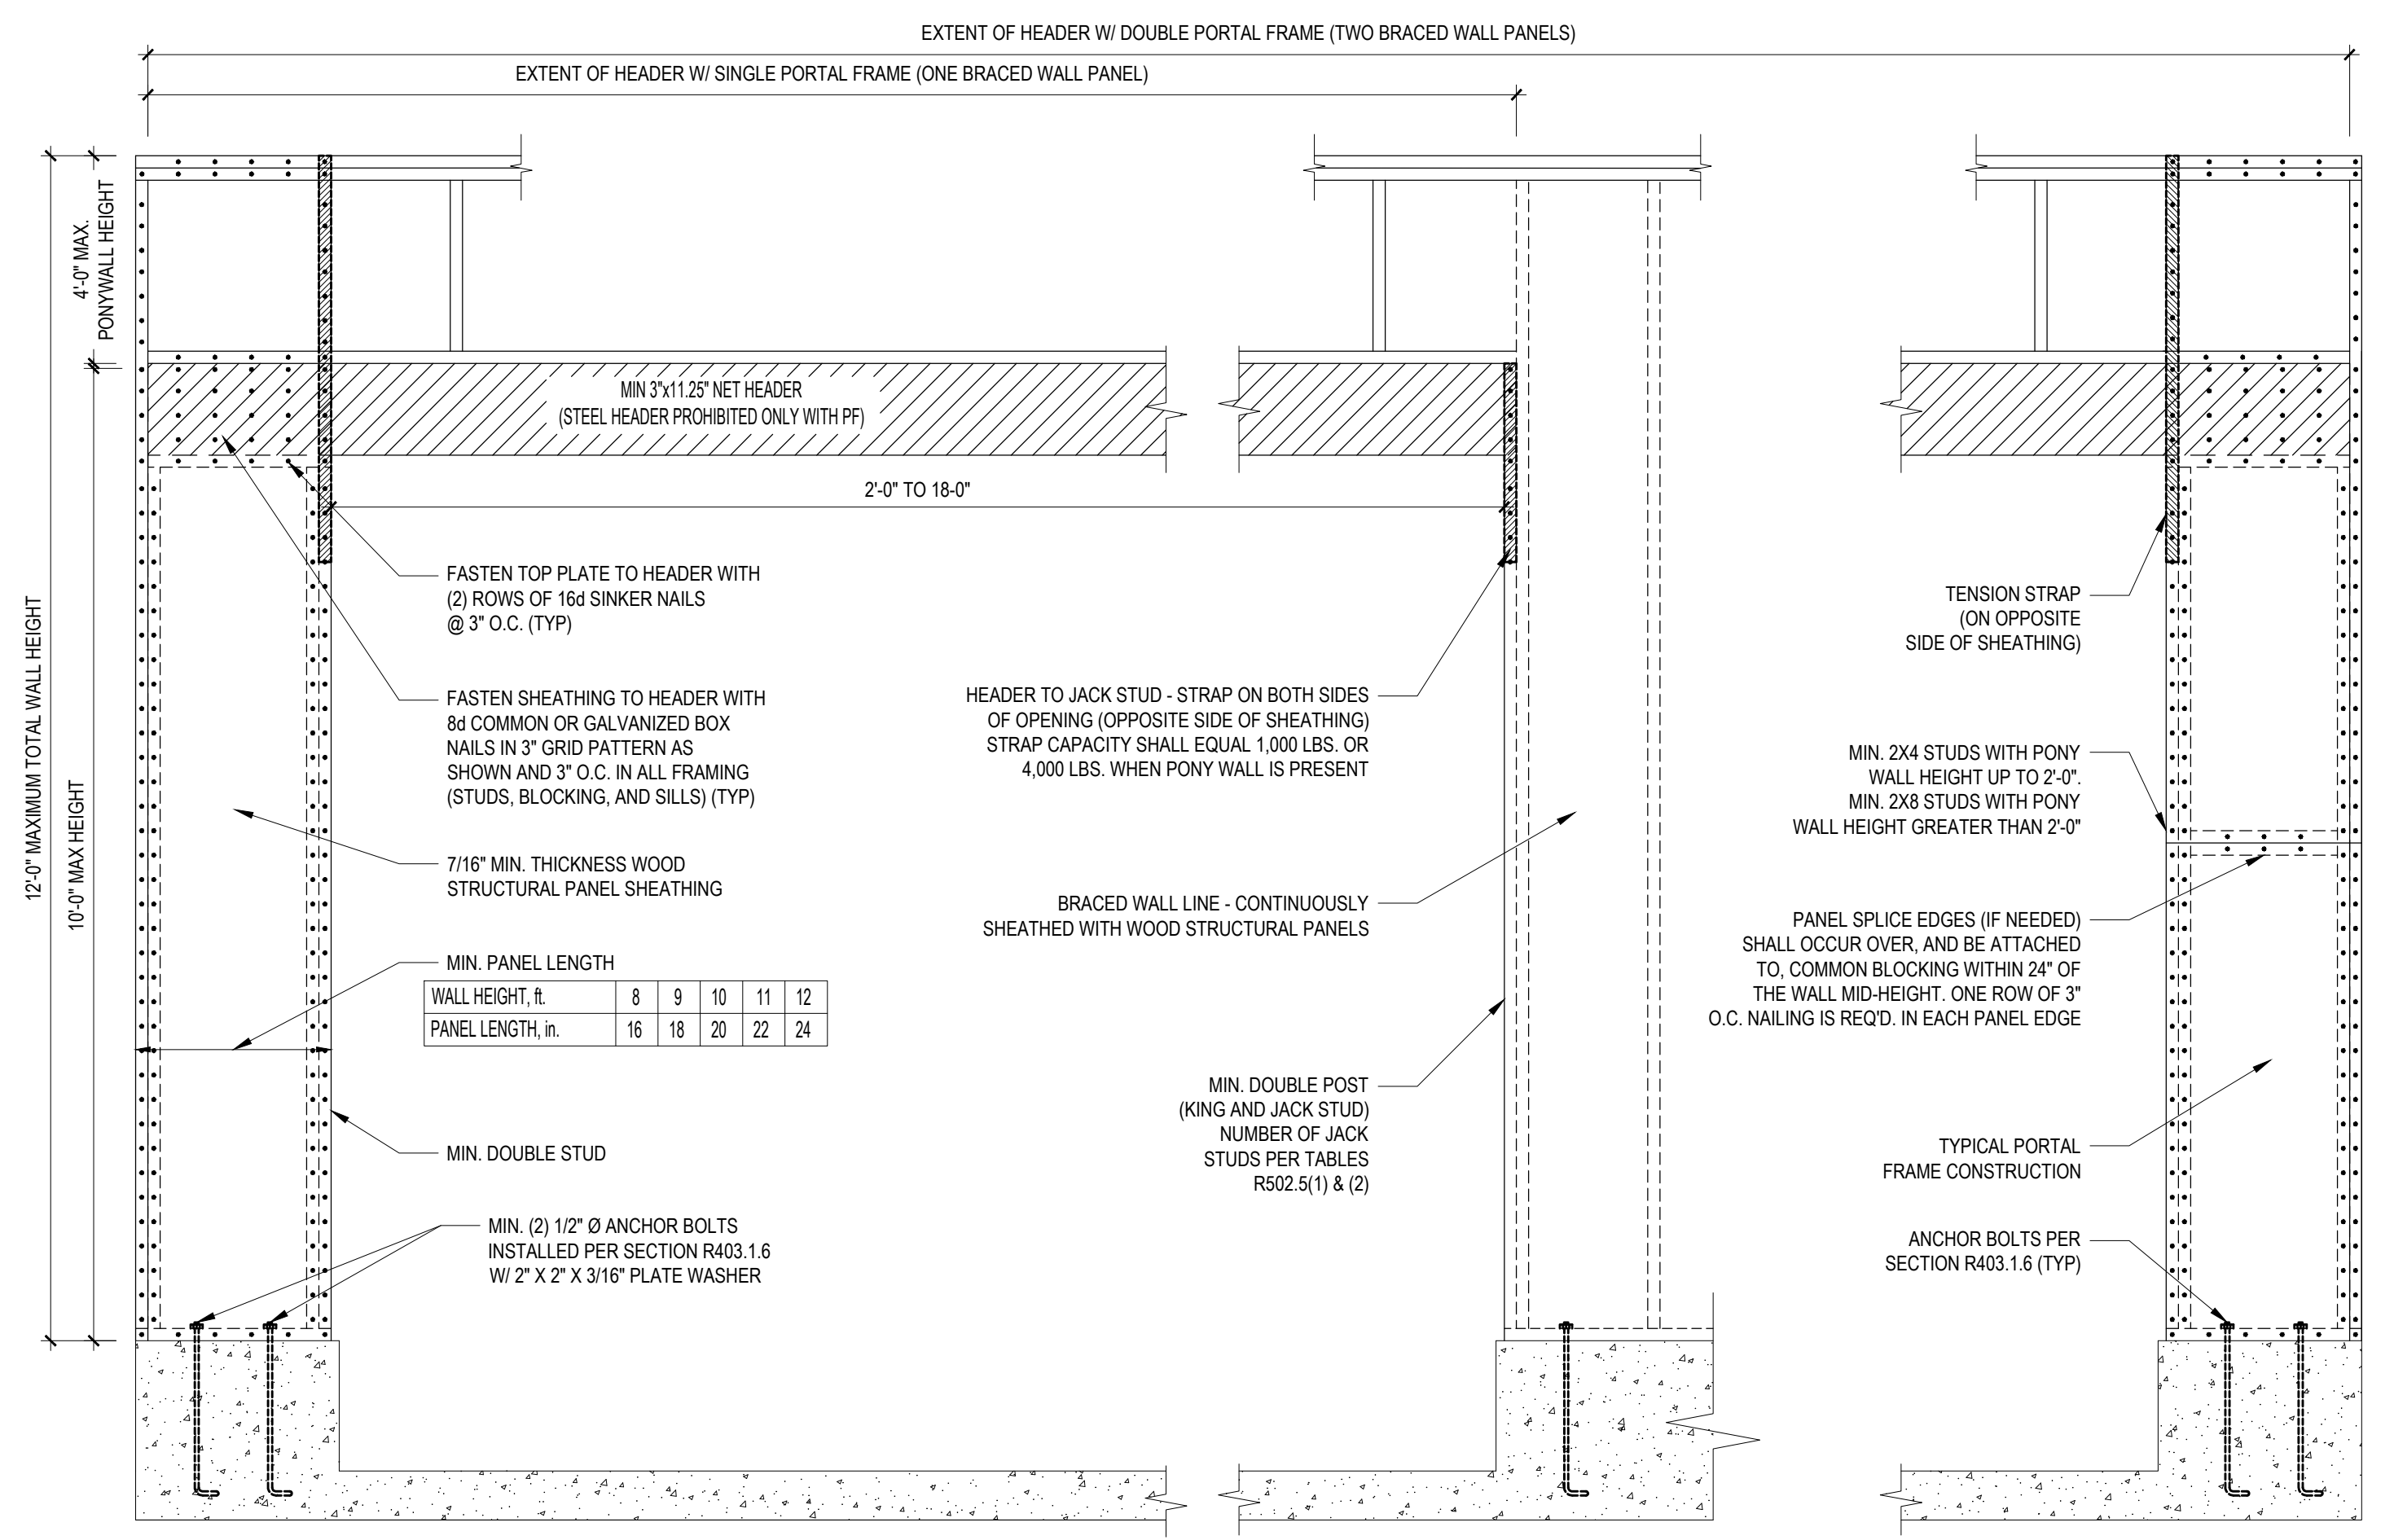 EXTENT OF HEADER W/ DOUBLE PORTAL FRAME (TWO BRACED WALL PANELS)
EXTENT OF HEADER W/ SINGLE PORTAL FRAME (ONE BRACED WALL PANEL)
4'-0" MAX.
PONYWALL HEIGHT
12'-0" MAXIMUM TOTAL WALL HEIGHT
10'-0" MAX HEIGHT
MIN 3"x11.25" NET HEADER
(STEEL HEADER PROHIBITED ONLY WITH PF)
2'-0" TO 18-0"
FASTEN TOP PLATE TO HEADER WITH
(2) ROWS OF 16d SINKER NAILS
@ 3" O.C. (TYP)
FASTEN SHEATHING TO HEADER WITH
8d COMMON OR GALVANIZED BOX
NAILS IN 3" GRID PATTERN AS
SHOWN AND 3" O.C. IN ALL FRAMING
(STUDS, BLOCKING, AND SILLS) (TYP)
7/16" MIN. THICKNESS WOOD
STRUCTURAL PANEL SHEATHING
MIN. PANEL LENGTH
WALL HEIGHT, ft. 8 9 10 11 12
PANEL LENGTH, in. 16 18 20 22 24
MIN. DOUBLE STUD
MIN. (2) 1/2" Ø ANCHOR BOLTS
INSTALLED PER SECTION R403.1.6
W/ 2" X 2" X 3/16" PLATE WASHER
HEADER TO JACK STUD - STRAP ON BOTH SIDES
OF OPENING (OPPOSITE SIDE OF SHEATHING)
STRAP CAPACITY SHALL EQUAL 1,000 LBS. OR
4,000 LBS. WHEN PONY WALL IS PRESENT
BRACED WALL LINE - CONTINUOUSLY
SHEATHED WITH WOOD STRUCTURAL PANELS
MIN. DOUBLE POST
(KING AND JACK STUD)
NUMBER OF JACK
STUDS PER TABLES
R502.5(1) & (2)
TENSION STRAP
(ON OPPOSITE
SIDE OF SHEATHING)
MIN. 2X4 STUDS WITH PONY
WALL HEIGHT UP TO 2'-0".
MIN. 2X8 STUDS WITH PONY
WALL HEIGHT GREATER THAN 2'-0"
PANEL SPLICE EDGES (IF NEEDED)
SHALL OCCUR OVER, AND BE ATTACHED
TO, COMMON BLOCKING WITHIN 24" OF
THE WALL MID-HEIGHT. ONE ROW OF 3"
O.C. NAILING IS REQ'D. IN EACH PANEL EDGE
TYPICAL PORTAL
FRAME CONSTRUCTION
ANCHOR BOLTS PER
SECTION R403.1.6 (TYP)